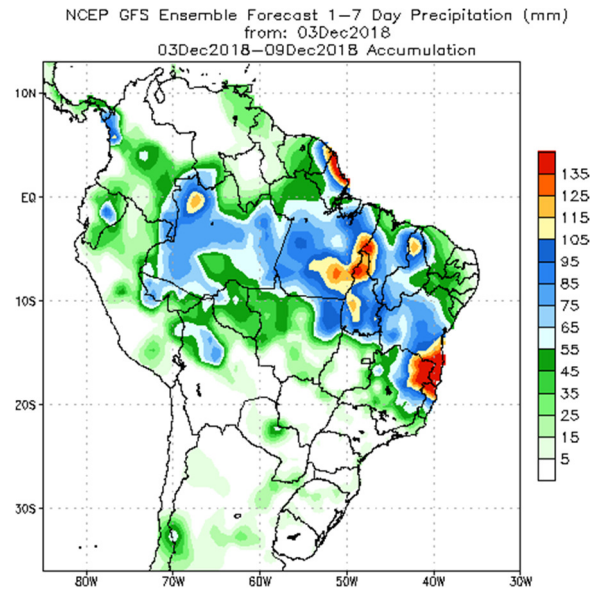 NCEP GFS Ensemble Forecast 1-7 Day Precipitation (mm)
from: 03Dec2018
03Dec2018-09Dec2018 Accumulation
10N
EQ
10S
20S
30S
80W
70W
60W
50W
40W
30W
135
125
115
105
95
85
75
65
55
45
35
25
15
5